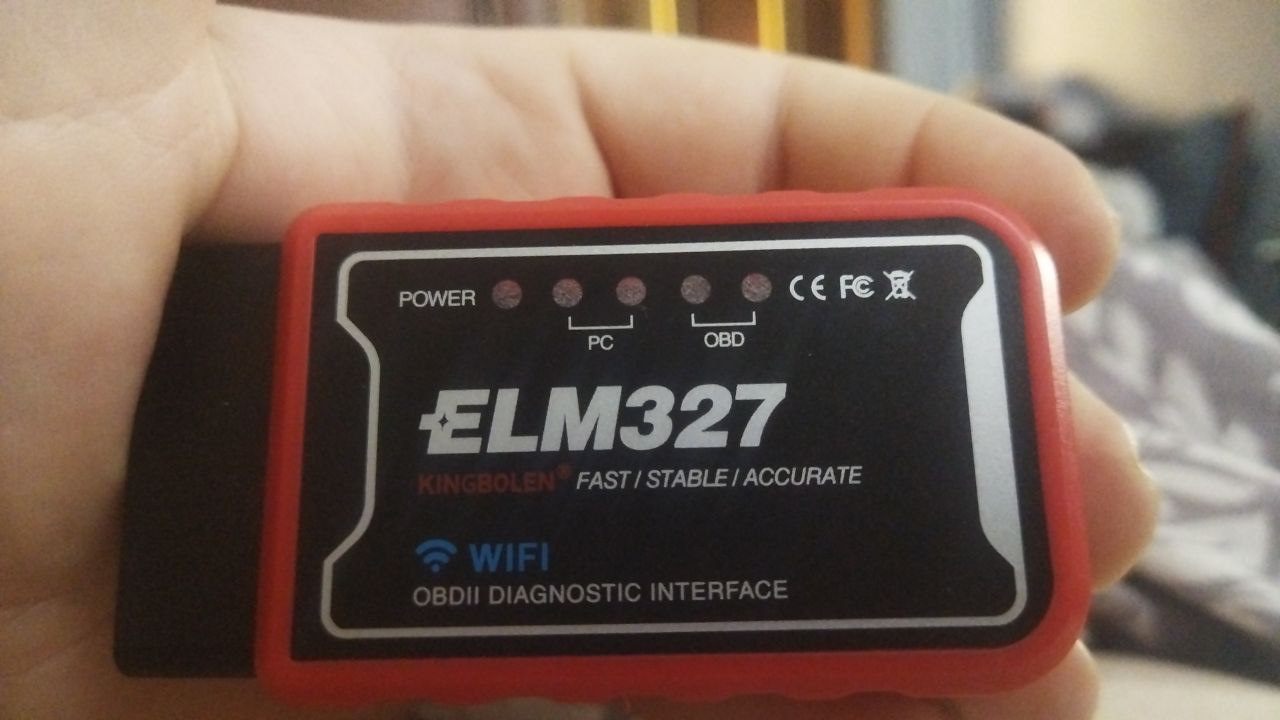 POWER CE FC
PC OBD
ELM327
KINGBOLEN® FAST / STABLE / ACCURATE
WIFI
OBDII DIAGNOSTIC INTERFACE